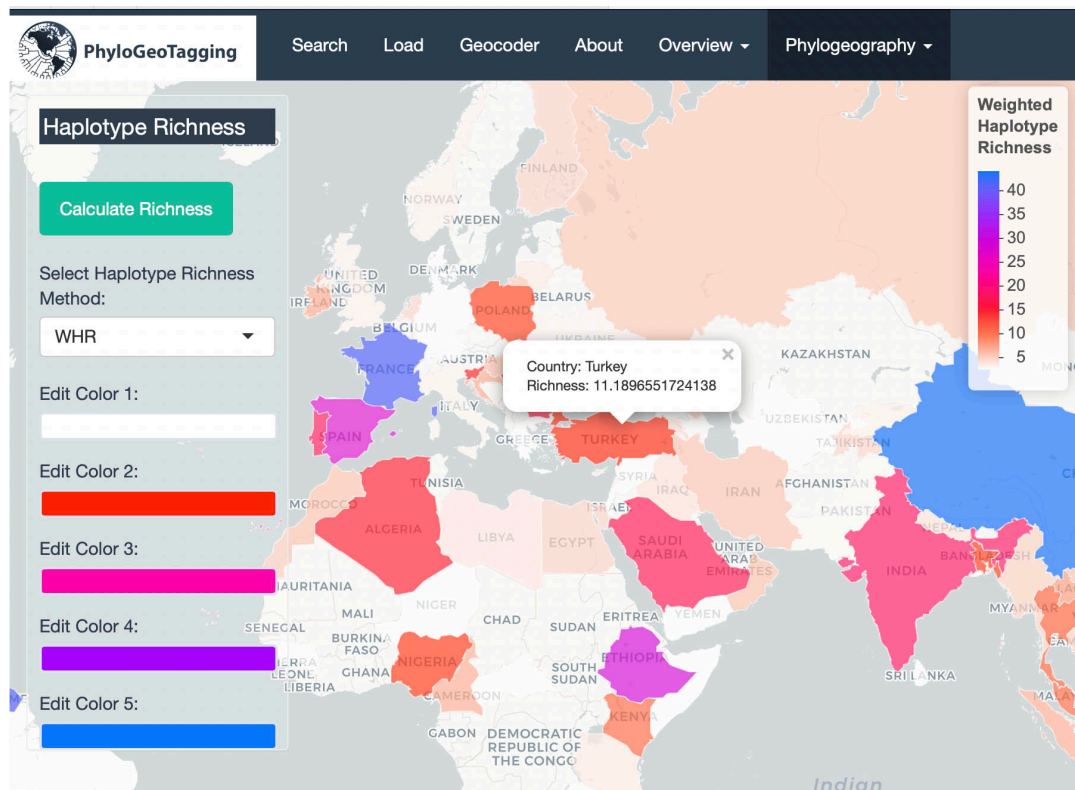 PhyloGeoTagging
Search
Load
Geocoder
About
Overview
Phylogeography
Haplotype Richness
Calculate Richness
Select Haplotype Richness
Method:
WHR
Edit Color 1:
Edit Color 2:
Edit Color 3:
Edit Color 4:
Edit Color 5:
Weighted
Haplotype
Richness
40
35
30
25
20
15
10
5
Country: Turkey
Richness: 11.1896551724138
FINLAND
NORWAY
SWEDEN
UNITED
KINGDOM
DENMARK
IRELAND
BELARUS
POLAND
BELGIUM
UKRAINE
FRANCE
AUSTRIA
KAZAKHSTAN
ITALY
UZBEKISTAN
SPAIN
GREECE
TURKEY
TAJIKISTAN
TUNISIA
SYRIA
AFGHANISTAN
IRAQ
IRAN
MOROCCO
ISRAEL
PAKISTAN
ALGERIA
LIBYA
EGYPT
SAUDI
ARABIA
NEPAL
UNITED
ARAB
EMIRATES
BANGLADESH
INDIA
MAURITANIA
NIGER
MALI
CHAD
SUDAN
ERITREA
YEMEN
MYANMAR
SENEGAL
BURKINA
FASO
NIGERIA
ETHIOPIA
SIERRA
LEONE
GHANA
SOUTH
SUDAN
LIBERIA
CAMEROON
SRI LANKA
KENYA
GABON
DEMOCRATIC
REPUBLIC OF
THE CONGO
Indian